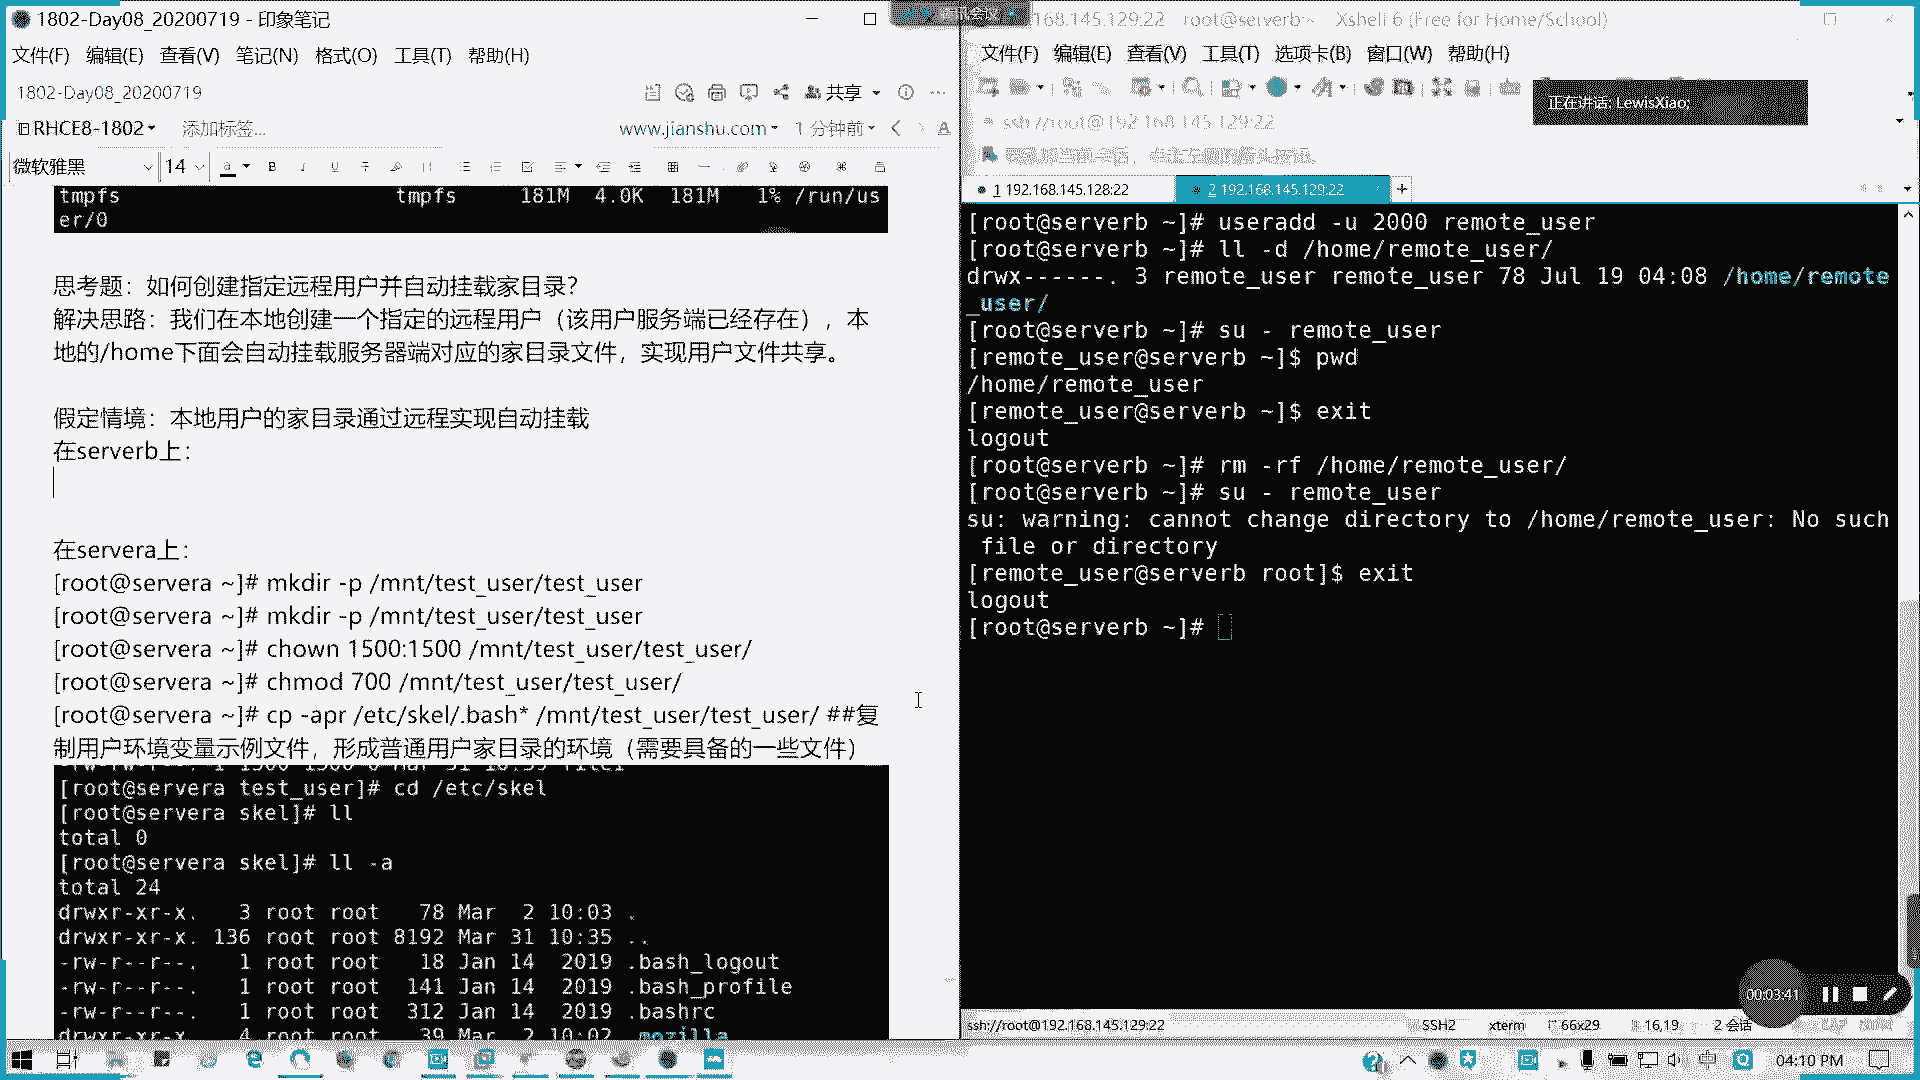 1802-Day08_20200719 - 印象笔记
文件(F) 编辑(E) 查看(V) 笔记(N) 格式(O) 工具(T) 帮助(H)
1802-Day08_20200719
共享
RHCE8-1802
添加标签...
www.jianshu.com
1 分钟前
微软雅黑
14
tmpfs tmpfs 181M 4.0K 181M 1% /run/us
er/0
思考题：如何创建指定远程用户并自动挂载家目录？
解决思路：我们在本地创建一个指定的远程用户（该用户服务端已经存在），本
地的/home下面会自动挂载服务器端对应的家目录文件，实现用户文件共享。
假定情境：本地用户的家目录通过远程实现自动挂载
在serverb上：
在servera上：
[root@servera ~]# mkdir -p /mnt/test_user/test_user
[root@servera ~]# mkdir -p /mnt/test_user/test_user
[root@servera ~]# chown 1500:1500 /mnt/test_user/test_user/
[root@servera ~]# chmod 700 /mnt/test_user/test_user/
[root@servera ~]# cp -apr /etc/skel/.bash* /mnt/test_user/test_user/ ##复
制用户环境变量示例文件，形成普通用户家目录的环境（需要具备的一些文件）
[root@servera test_user]# cd /etc/skel
[root@servera skel]# ll
total 0
[root@servera skel]# ll -a
total 24
drwxr-xr-x. 3 root root 78 Mar 2 10:03 .
drwxr-xr-x. 136 root root 8192 Mar 31 10:35 ..
-rw-r--r--. 1 root root 18 Jan 14 2019 .bash_logout
-rw-r--r--. 1 root root 141 Jan 14 2019 .bash_profile
-rw-r--r--. 1 root root 312 Jan 14 2019 .bashrc
drwxr-xr-x. 4 root root 39 Mar 2 10:02 .mozilla
168.145.129:22 root@serverb:~ Xshell 6 (Free for Home/School)
文件(F) 编辑(E) 查看(V) 工具(T) 选项卡(B) 窗口(W) 帮助(H)
正在讲话: LewisXiao;
ssh://root@192.168.145.129:22
1 192.168.145.128:22
2 192.168.145.129:22
[root@serverb ~]# useradd -u 2000 remote_user
[root@serverb ~]# ll -d /home/remote_user/
drwx------. 3 remote_user remote_user 78 Jul 19 04:08 /home/remote
_user/
[root@serverb ~]# su - remote_user
[remote_user@serverb ~]$ pwd
/home/remote_user
[remote_user@serverb ~]$ exit
logout
[root@serverb ~]# rm -rf /home/remote_user/
[root@serverb ~]# su - remote_user
su: warning: cannot change directory to /home/remote_user: No such
file or directory
[remote_user@serverb root]$ exit
logout
[root@serverb ~]#
00:03:41
ssh://root@192.168.145.129:22
SSH2
xterm
66x29
16,19
2 会话
中
04:10 PM